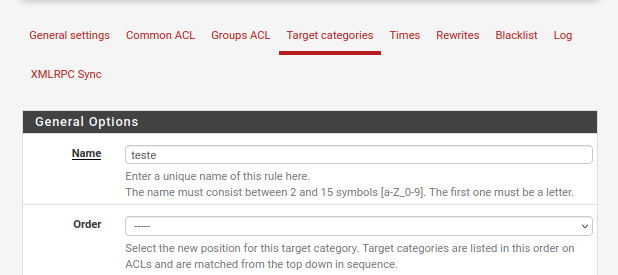 General settings Common ACL Groups ACL Target categories Times Rewrites Blacklist Log
XMLRPC Sync
General Options
Name teste
Enter a unique name of this rule here.
The name must consist between 2 and 15 symbols [a-Z_0-9]. The first one must be a letter.
Order -----
Select the new position for this target category. Target categories are listed in this order on
ACLs and are matched from the top down in sequence.